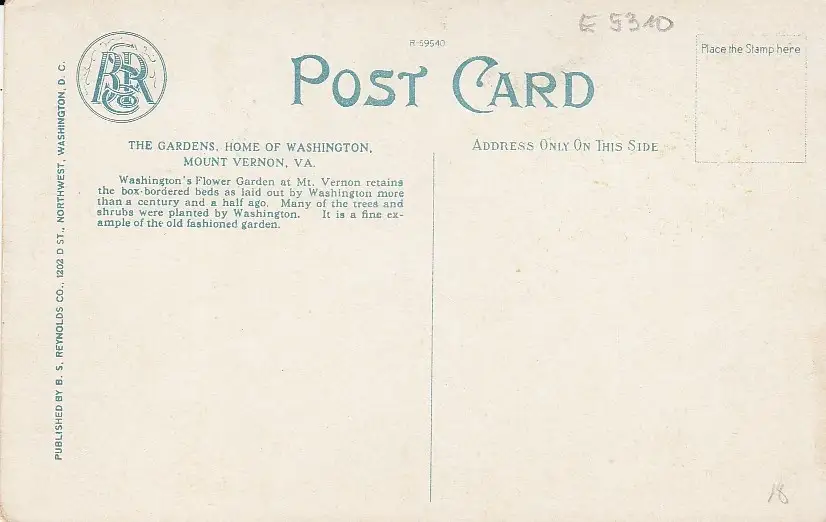 E 5310
R-59540
Place the Stamp here
POST CARD
THE GARDENS, HOME OF WASHINGTON,
MOUNT VERNON, VA.
ADDRESS ONLY ON THIS SIDE
Washington's Flower Garden at Mt. Vernon retains
the box-bordered beds as laid out by Washington more
than a century and a half ago. Many of the trees and
shrubs were planted by Washington. It is a fine ex-
ample of the old fashioned garden.
PUBLISHED BY B. S. REYNOLDS CO., 1202 D ST., NORTHWEST, WASHINGTON, D. C.
18